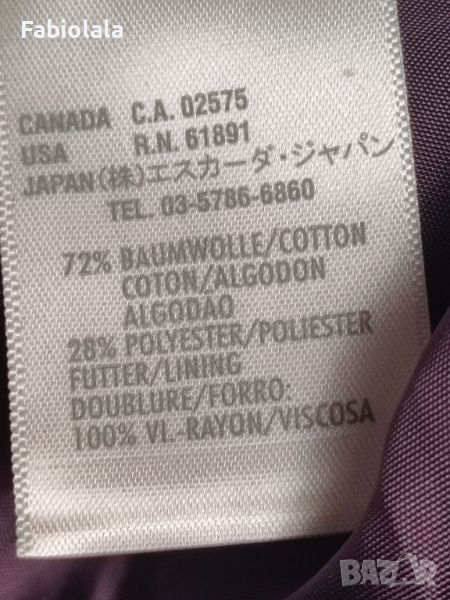 Fabiolala
CANADA C.A. 02575
USA R.N. 61891
JAPAN(株)エスカーダ・ジャパン
TEL. 03-5786-6860
72% BAUMWOLLE/COTTON
COTON/ALGODON
ALGODAO
28% POLYESTER/POLIESTER
FUTTER/LINING
DOUBLURE/FORRO:
100% VI.-RAYON/VISCOSA
BAZAR